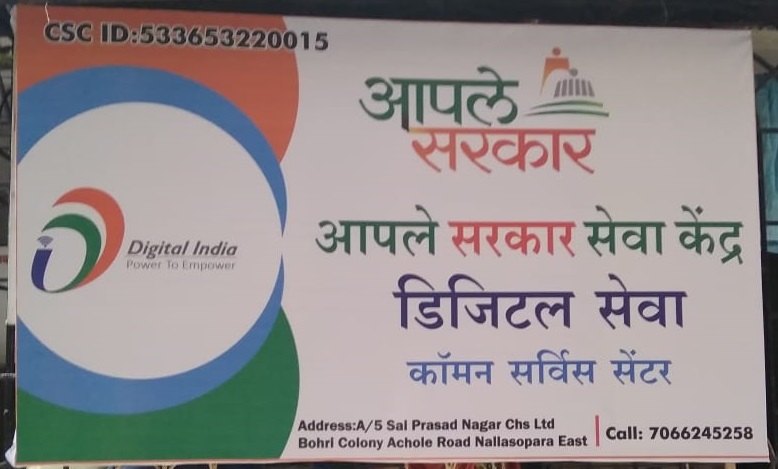 CSC ID:533653220015
आपले
सरकार
Digital India
Power To Empower
आपले सरकार सेवा केंद्र
डिजिटल सेवा
कॉमन सर्विस सेंटर
Address:A/5 Sai Prasad Nagar Chs Ltd
Bohri Colony Achole Road Nallasopara East
Call: 7066245258